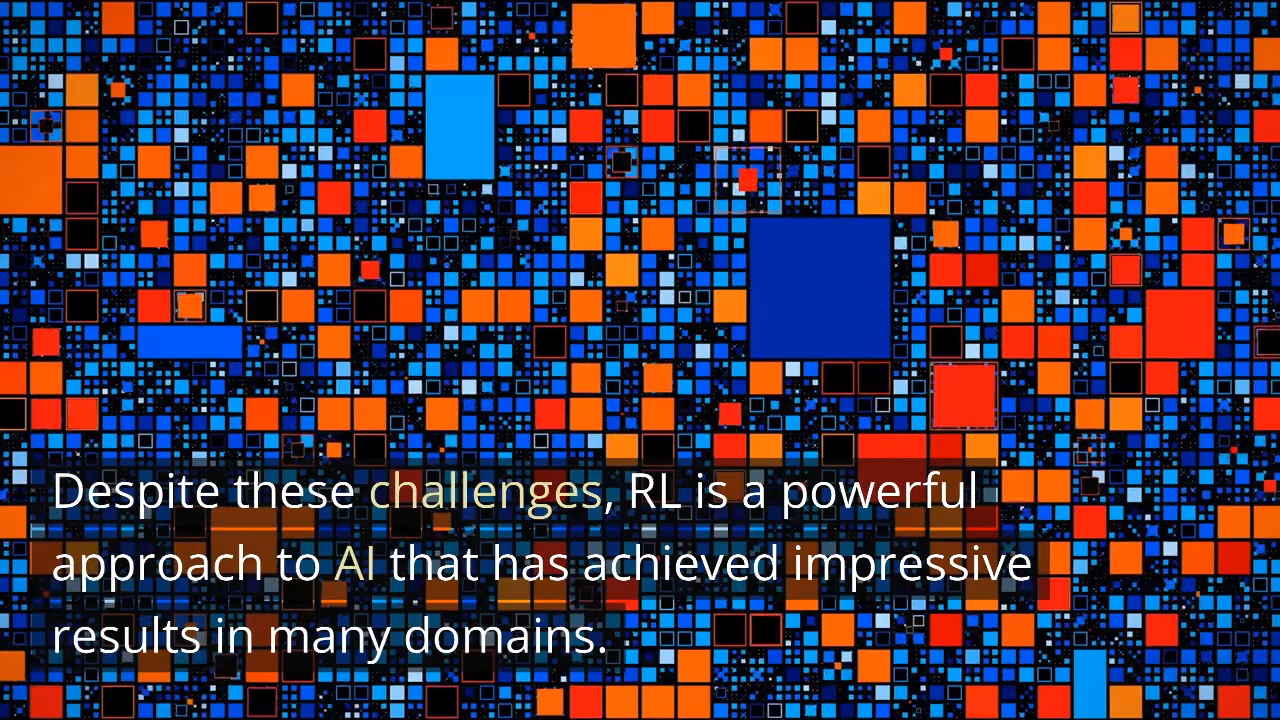 Despite these challenges, RL is a powerful
approach to AI that has achieved impressive
results in many domains.